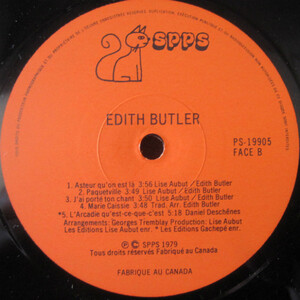 SPPS
EDITH BUTLER
PS-19905
FACE B
1. Asteur qu'on est là 3:56 Lise Aubut / Edith Butler
2. Paquetville 3:49 Lise Aubut / Edith Butler
3. J'ai porté ton chant 3:50 Lise Aubut / Edith Butler
4. Marie Caissie 3:48 Trad. Arr. Edith Butler
*5. L'Arcadie qu'est-ce-que-c'est 5:18 Daniel Deschênes
Arrangements: Georges Tremblay Production: Lise Aubut
Les Editions Lise Aubut enr. * Les Editions Gachepé enr.
℗ © SPPS 1979
Tous droits réservés Fabriqué au Canada
FABRIQUE AU CANADA